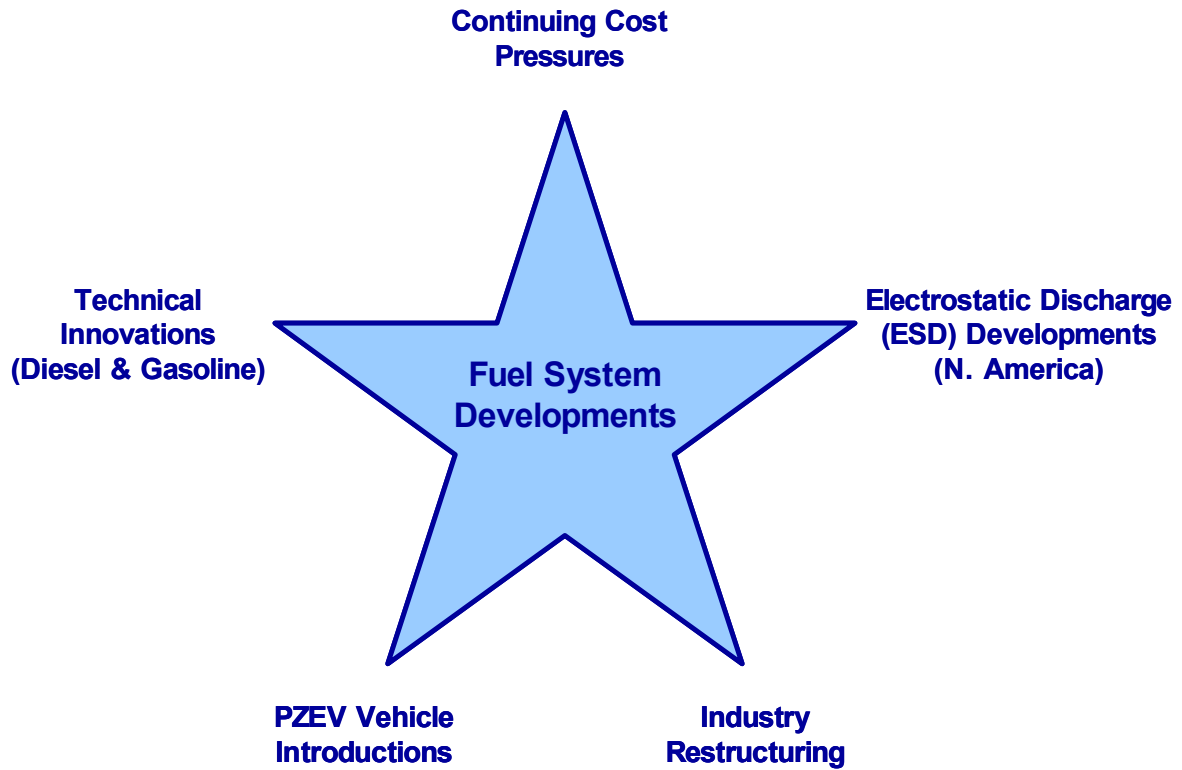 Continuing Cost
Pressures
Technical
Innovations
(Diesel & Gasoline)
Electrostatic Discharge
(ESD) Developments
(N. America)
Fuel System
Developments
PZEV Vehicle
Introductions
Industry
Restructuring